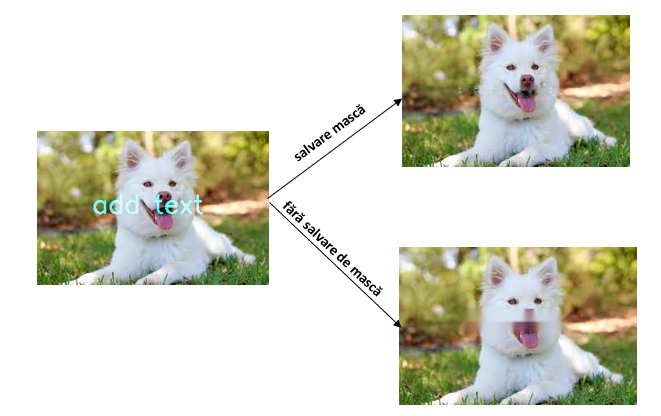 salvare mască
add text
fără salvare de mască